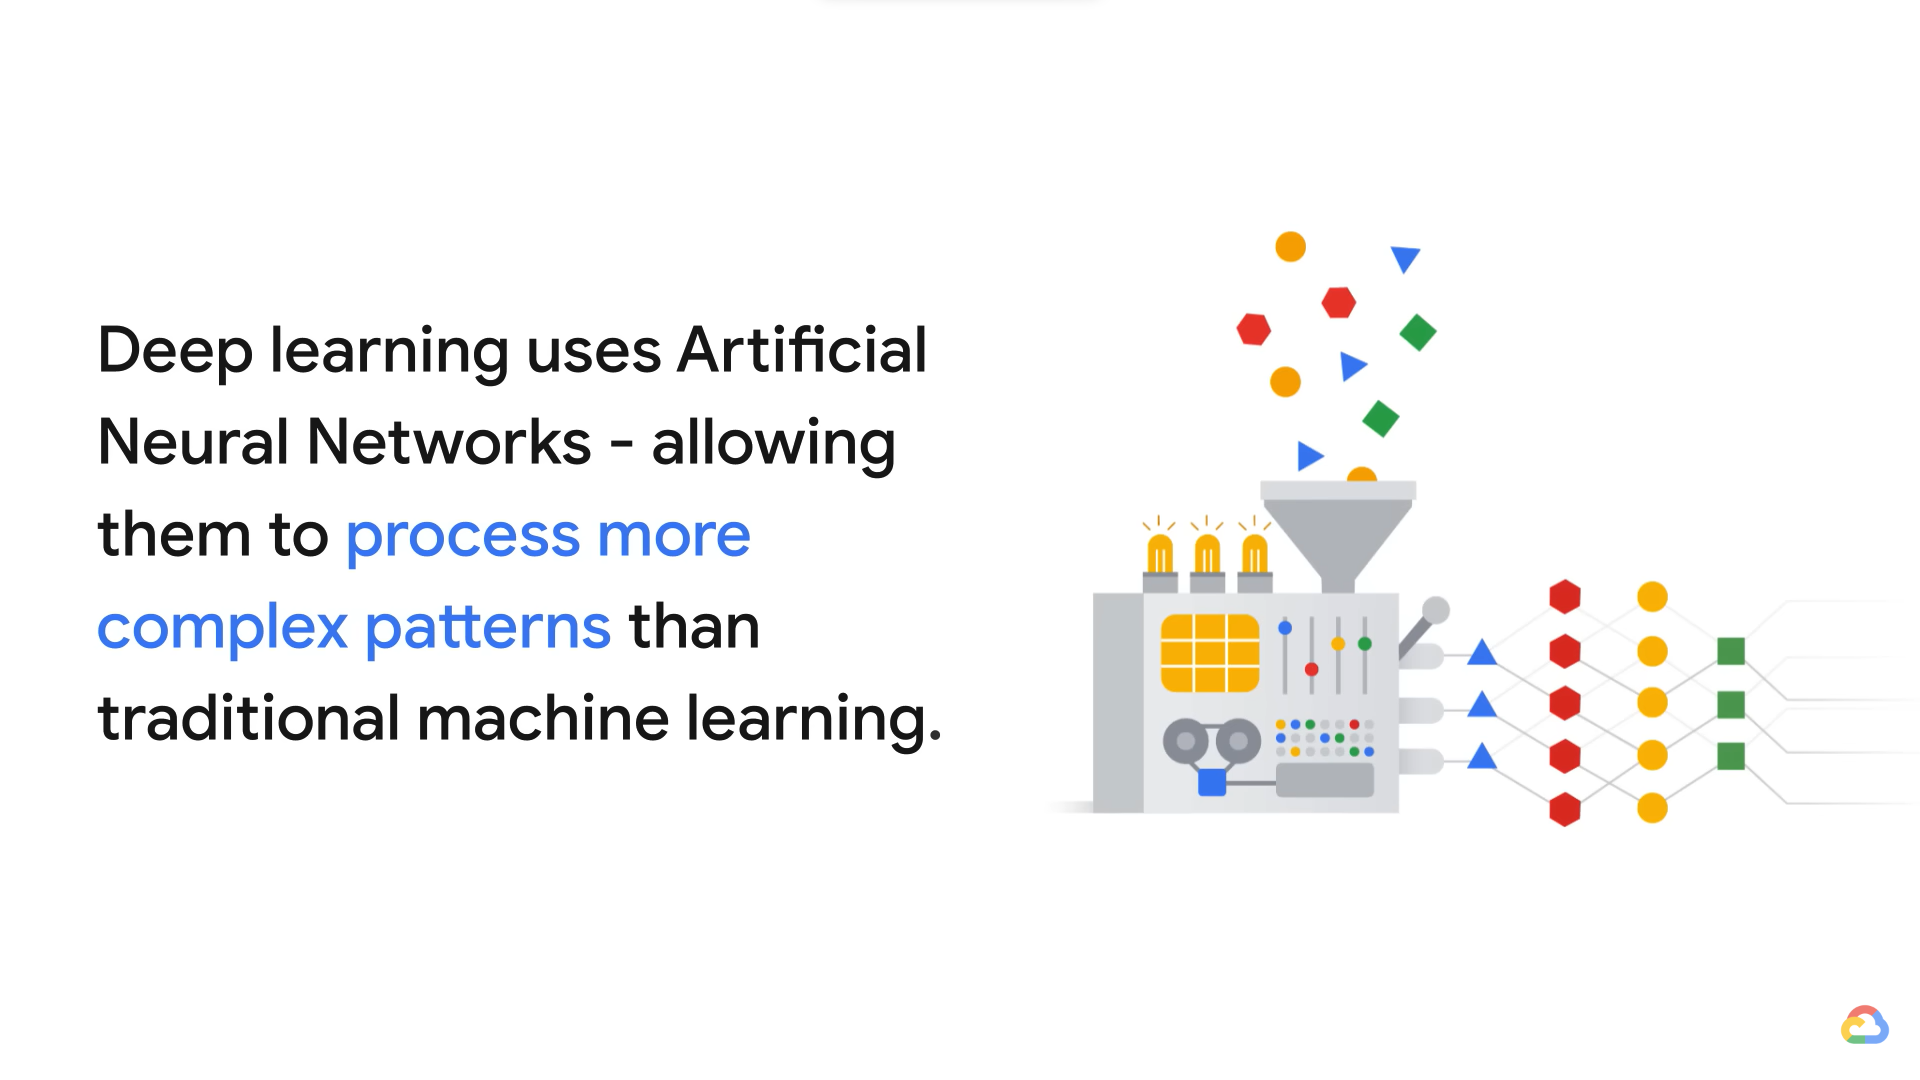 Deep learning uses Artificial
Neural Networks - allowing
them to process more
complex patterns than
traditional machine learning.